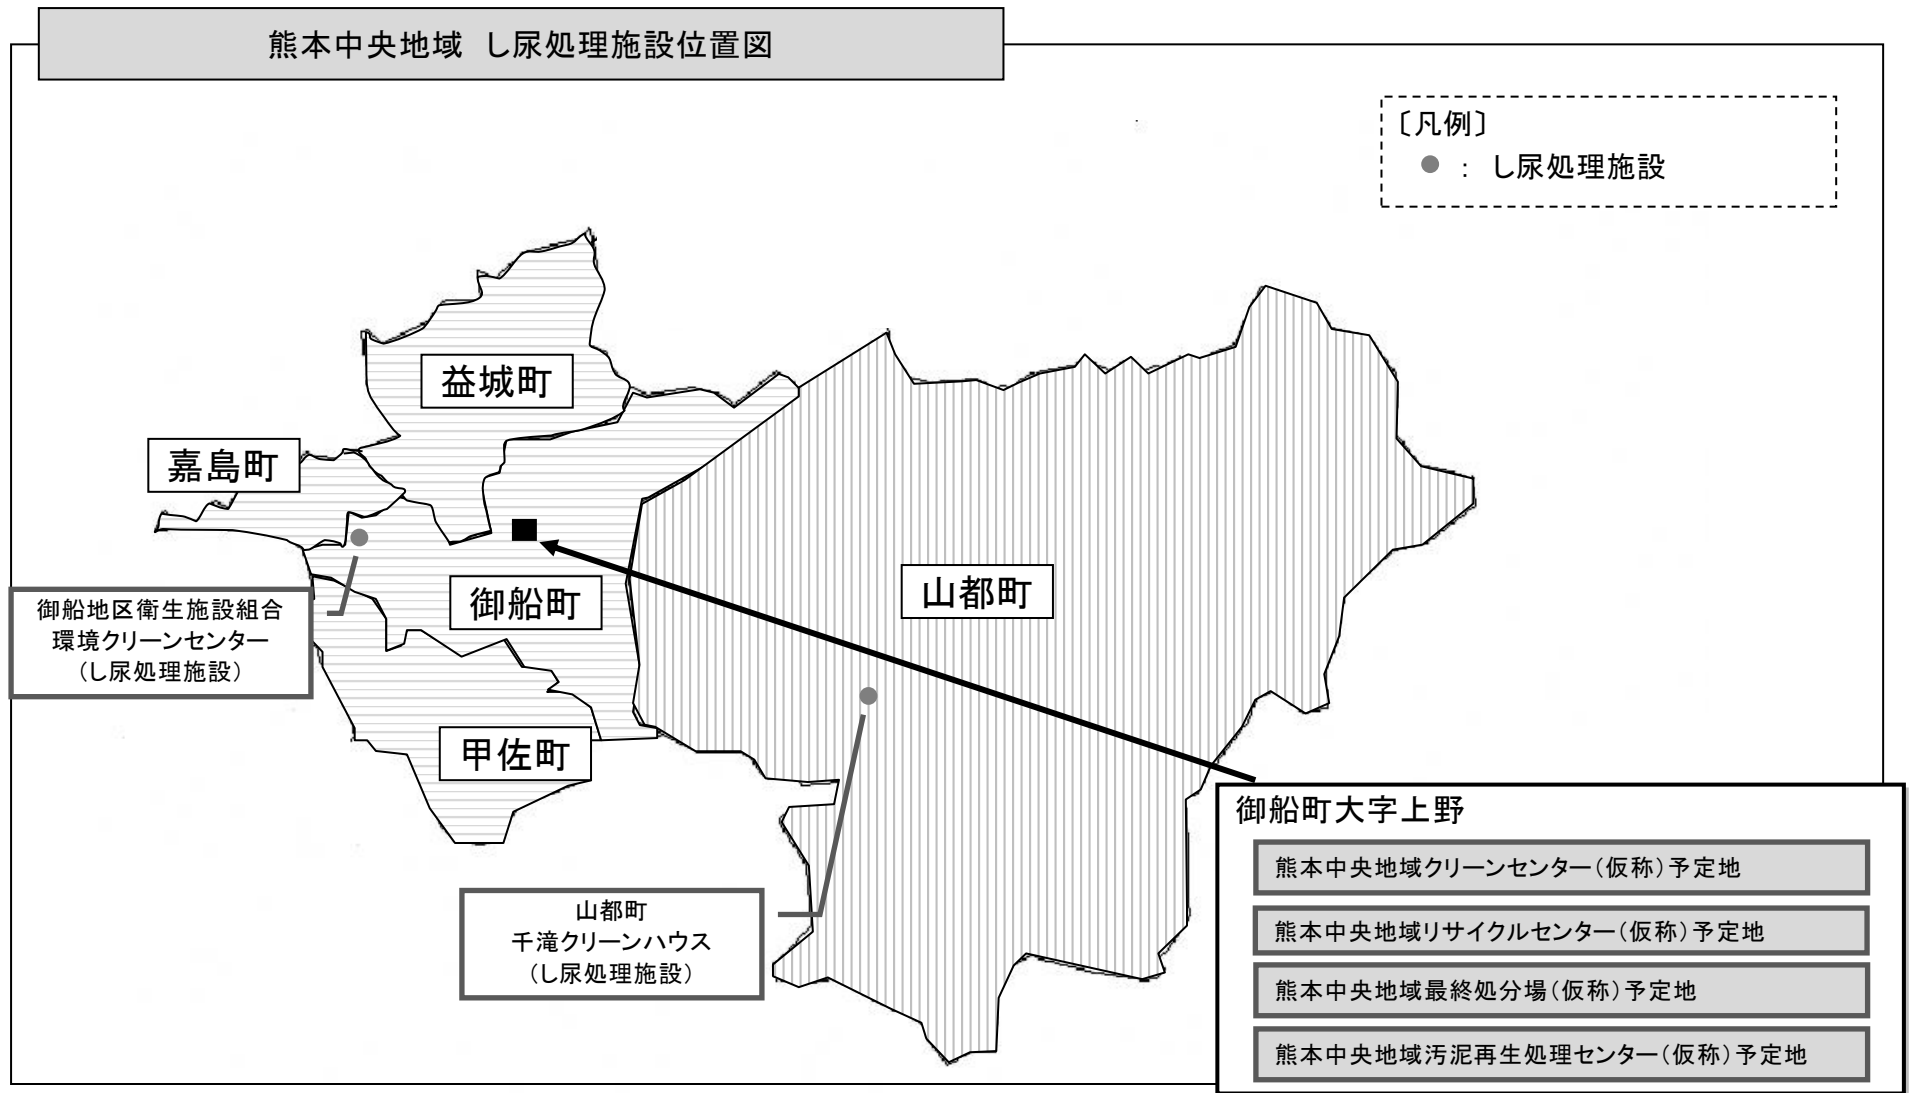 熊本中央地域 し尿処理施設位置図
〔凡例〕
● : し尿処理施設
益城町
嘉島町
御船町
山都町
甲佐町
御船地区衛生施設組合
環境クリーンセンター
(し尿処理施設)
山都町
千滝クリーンハウス
(し尿処理施設)
御船町大字上野
熊本中央地域クリーンセンター(仮称)予定地
熊本中央地域リサイクルセンター(仮称)予定地
熊本中央地域最終処分場(仮称)予定地
熊本中央地域汚泥再生処理センター(仮称)予定地